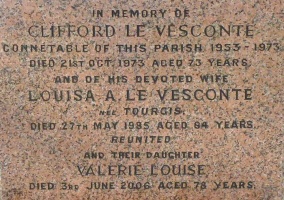 IN MEMORY OF
CLIFFORD LE VESCONTE
CONNETABLE OF THIS PARISH 1953-1973
DIED 21ST OCT. 1973 AGED 73 YEARS.
AND OF HIS DEVOTED WIFE
LOUISA A. LE VESCONTE
NEE TOURGIS.
DIED 27TH MAY 1985 AGED 84 YEARS.
REUNITED
AND THEIR DAUGHTER
VALERIE LOUISE
DIED 3RD JUNE 2006 AGED 78 YEARS.